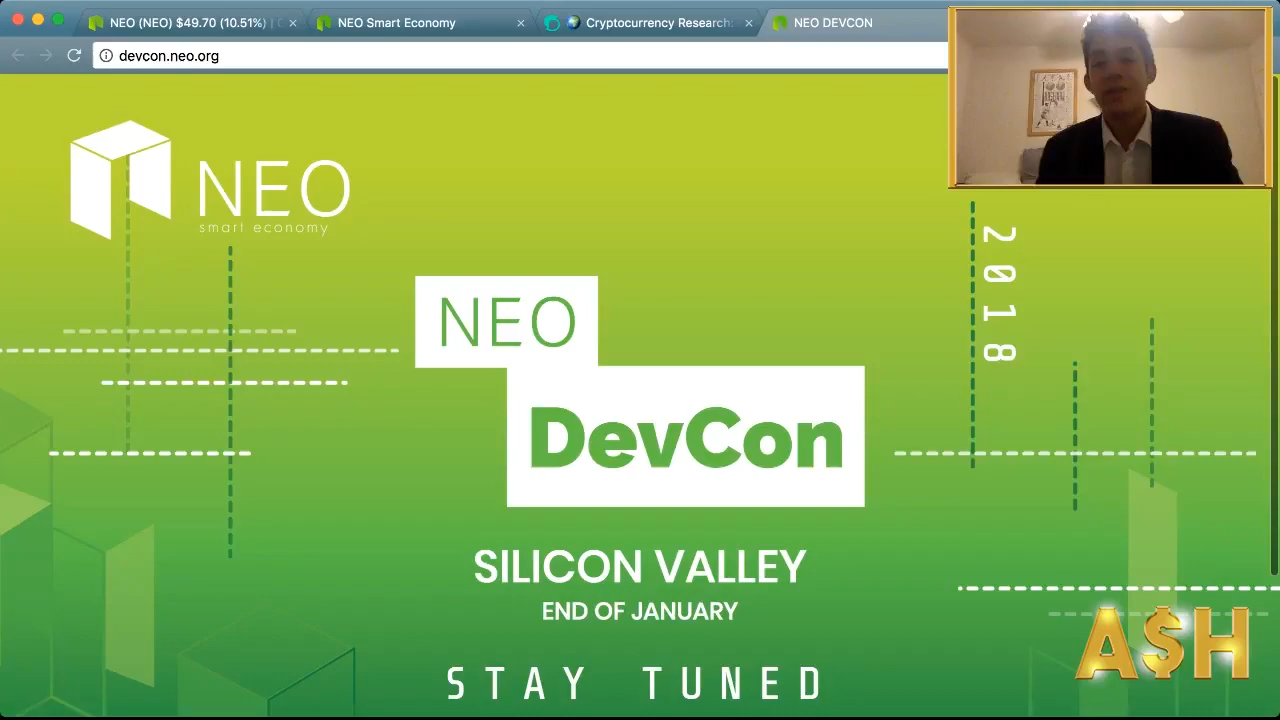 NEO (NEO) $49.70 (10.51%) |
NEO Smart Economy
Cryptocurrency Research
NEO DEVCON
devcon.neo.org
NEO
smart economy
2018
NEO
DevCon
SILICON VALLEY
END OF JANUARY
STAY TUNED
A$H